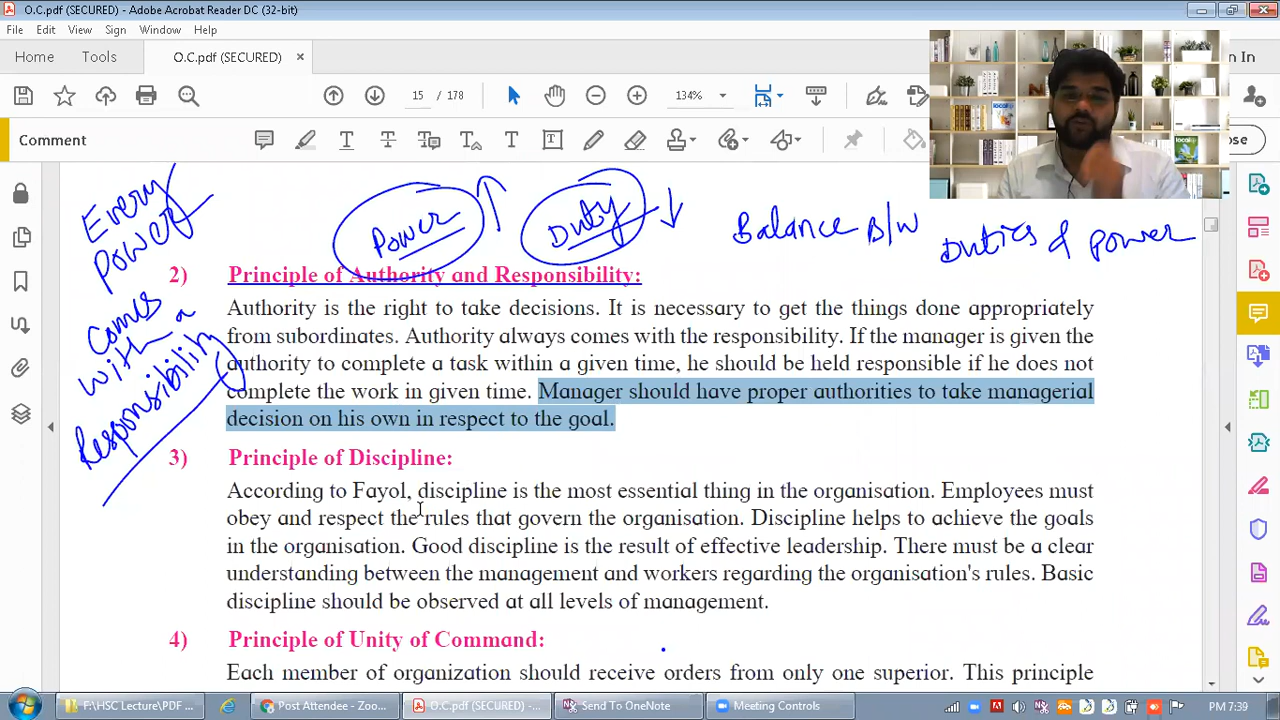 O.C.pdf (SECURED) - Adobe Acrobat Reader DC (32-bit)
File Edit View Sign Window Help
Home Tools O.C.pdf (SECURED) × In
15 / 178 134%
Comment
Every
power
comes
with a
Responsibility
Power Duty Balance B/w
Duties & Power
2) Principle of Authority and Responsibility:
Authority is the right to take decisions. It is necessary to get the things done appropriately
from subordinates. Authority always comes with the responsibility. If the manager is given the
authority to complete a task within a given time, he should be held responsible if he does not
complete the work in given time. Manager should have proper authorities to take managerial
decision on his own in respect to the goal.
3) Principle of Discipline:
According to Fayol, discipline is the most essential thing in the organisation. Employees must
obey and respect the rules that govern the organisation. Discipline helps to achieve the goals
in the organisation. Good discipline is the result of effective leadership. There must be a clear
understanding between the management and workers regarding the organisation's rules. Basic
discipline should be observed at all levels of management.
4) Principle of Unity of Command:
Each member of organization should receive orders from only one superior. This principle
F:\HSC Lecture\PDF ... Post Attendee - Zoo... O.C.pdf (SECURED) -... Send To OneNote Meeting Controls PM 7:39